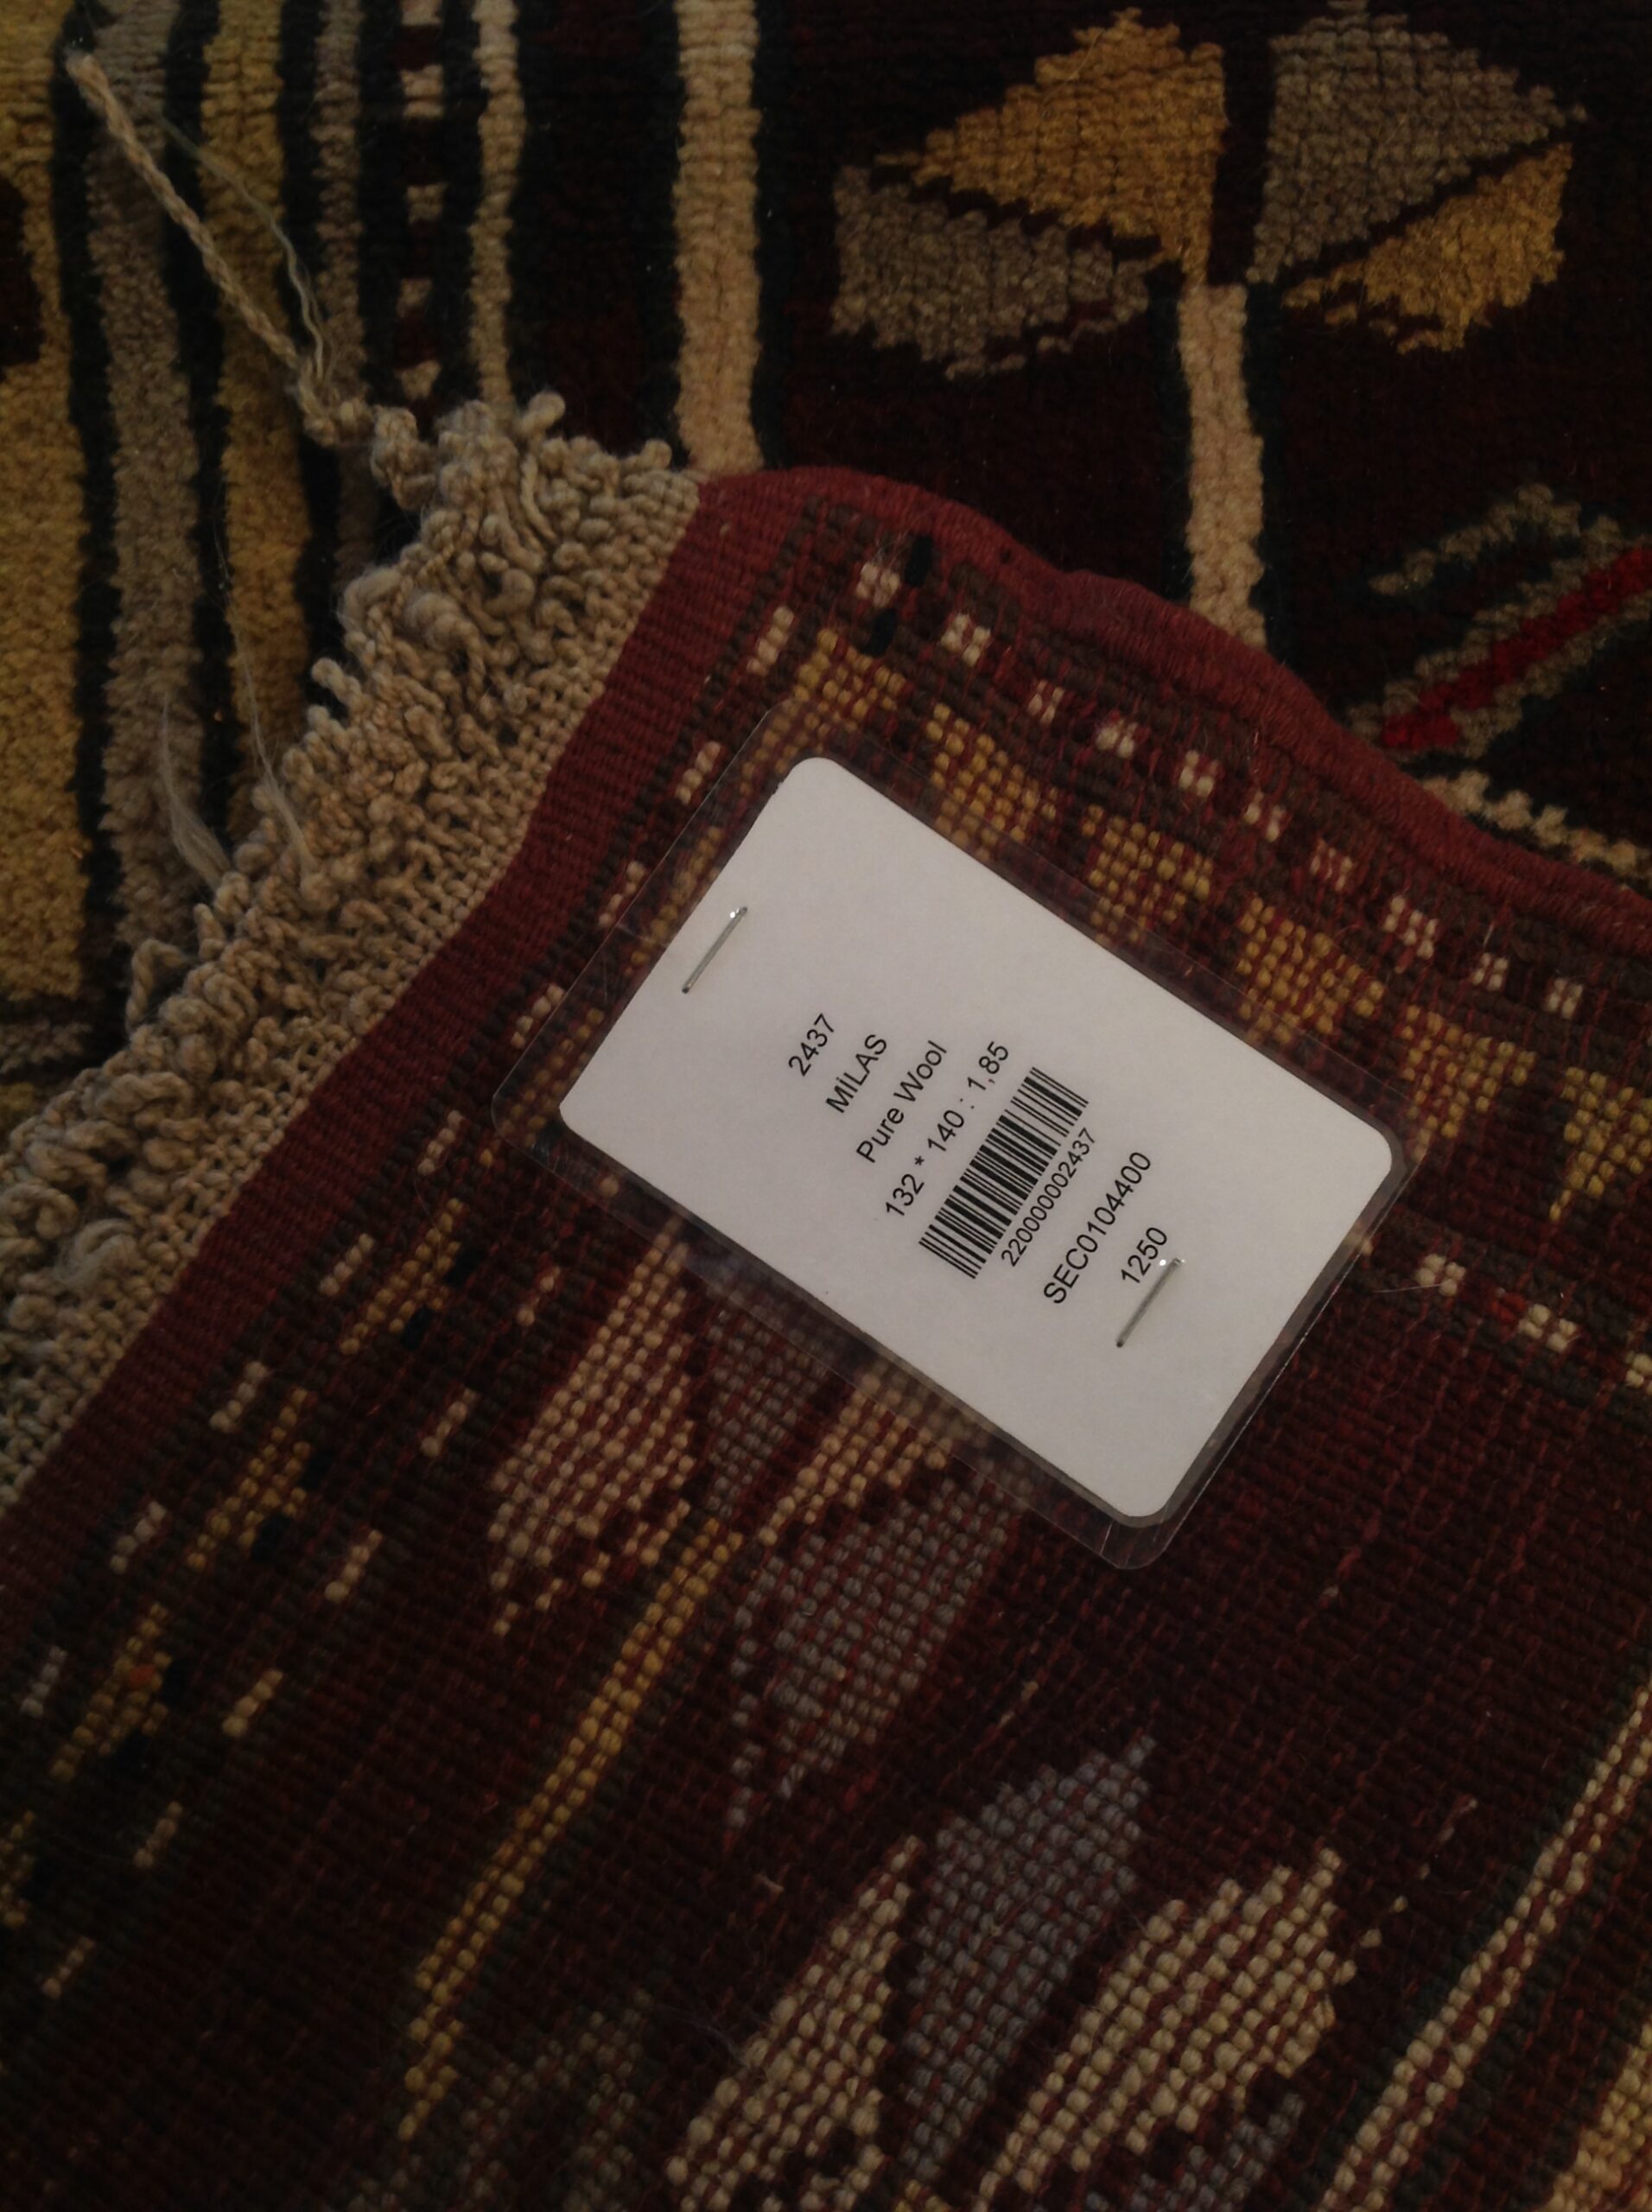 2437
MILAS
Pure Wool
132 * 140 : 1,85
2200000002437
SEC0104400
1250